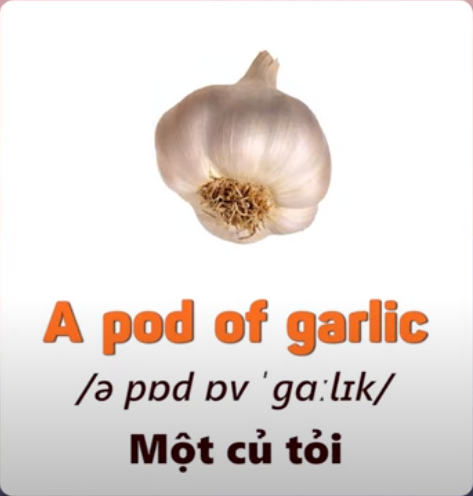 A pod of garlic
/ə pɒd ɒv ˈɡɑːlɪk/
Một củ tỏi